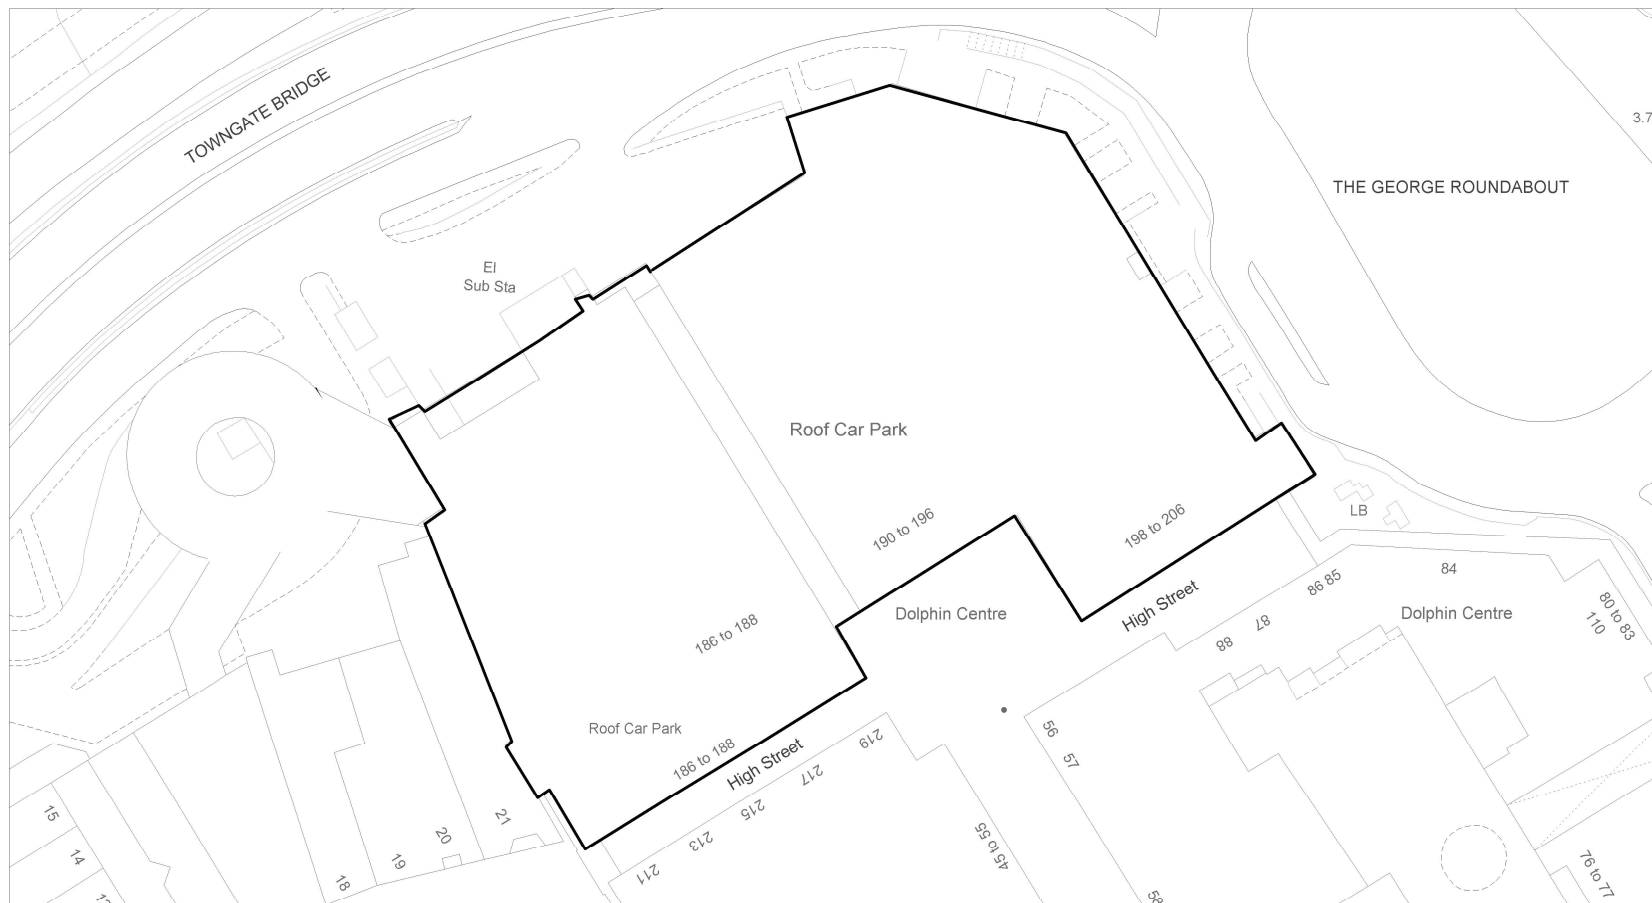 TOWNGATE BRIDGE
3.7
THE GEORGE ROUNDABOUT
El
Sub Sta
Roof Car Park
190 to 196
198 to 206
LB
High Street
86 85
84
87
88
Dolphin Centre
Dolphin Centre
80 to 83
110
186 to 188
Roof Car Park
186 to 188
High Street
219
217
215
213
211
56
57
58
45 to 55
76 to 77
21
20
19
18
15
14